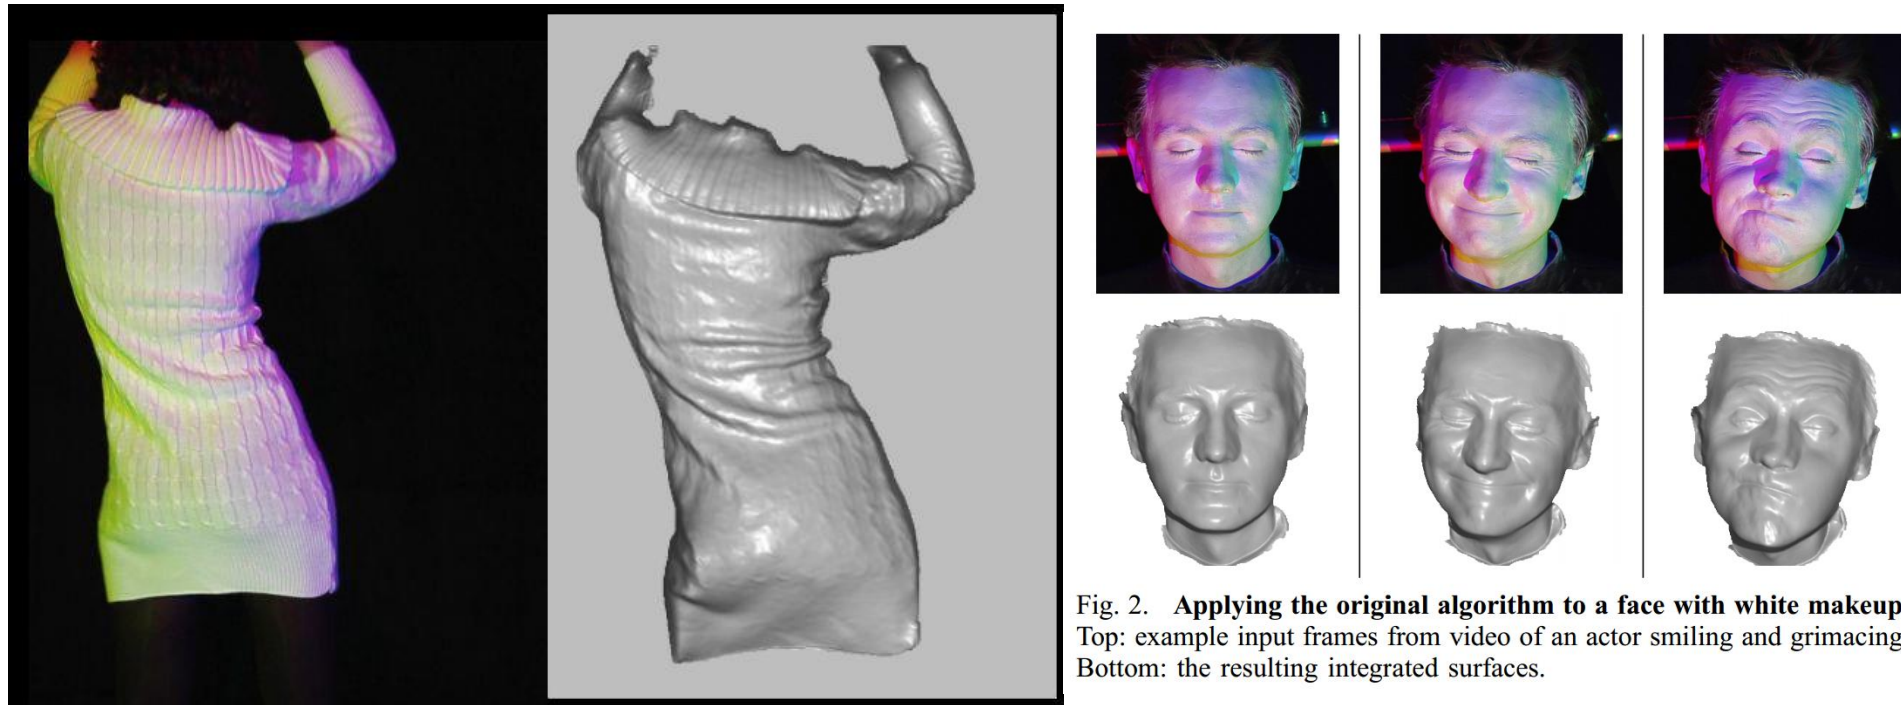 Fig. 2. Applying the original algorithm to a face with white makeup
Top: example input frames from video of an actor smiling and grimacing
Bottom: the resulting integrated surfaces.